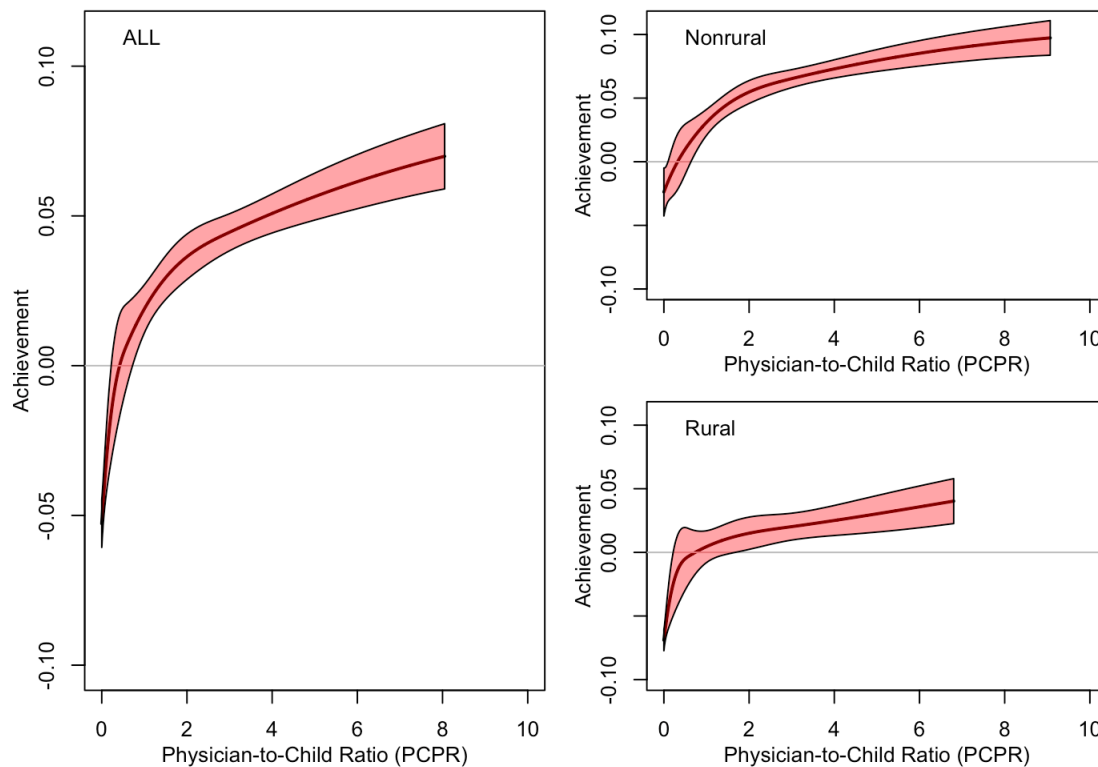 ALL
0.10
0.05
0.00
-0.05
-0.10
Achievement
0 2 4 6 8 10
Physician-to-Child Ratio (PCPR)
Nonrural
0.10
0.05
0.00
-0.10
Achievement
0 2 4 6 8 10
Physician-to-Child Ratio (PCPR)
Rural
0.10
0.05
0.00
-0.10
Achievement
0 2 4 6 8 10
Physician-to-Child Ratio (PCPR)